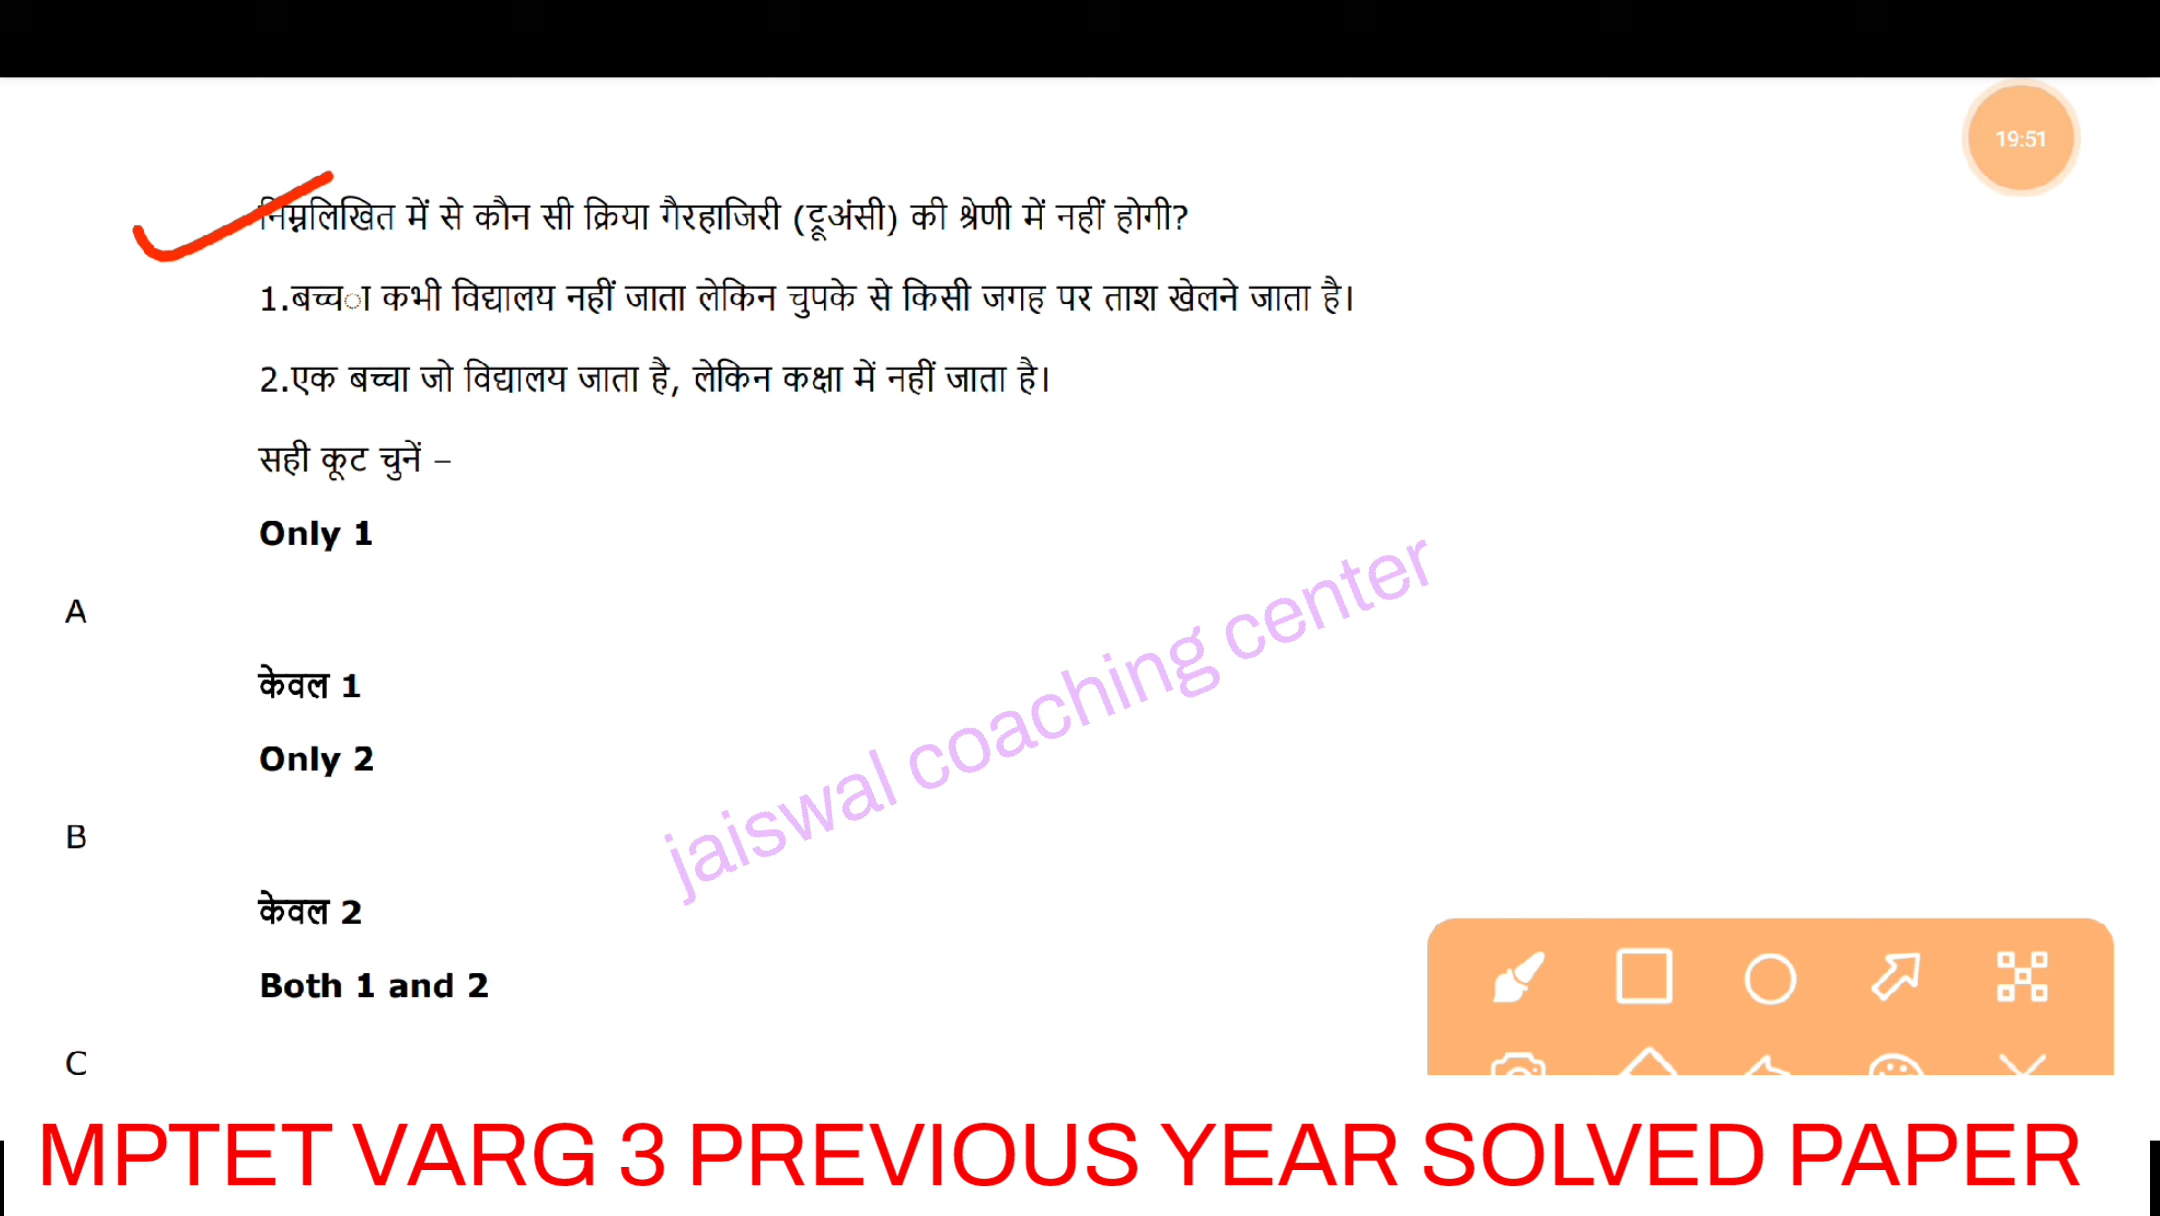 19:51
निम्नलिखित में से कौन सी क्रिया गैरहाजिरी (ट्रूअंसी) की श्रेणी में नहीं होगी?
1.बच्चा कभी विद्यालय नहीं जाता लेकिन चुपके से किसी जगह पर ताश खेलने जाता है।
2.एक बच्चा जो विद्यालय जाता है, लेकिन कक्षा में नहीं जाता है।
सही कूट चुनें –
Only 1
A
केवल 1
Only 2
B
केवल 2
Both 1 and 2
C
jaiswal coaching center
MPTET VARG 3 PREVIOUS YEAR SOLVED PAPER